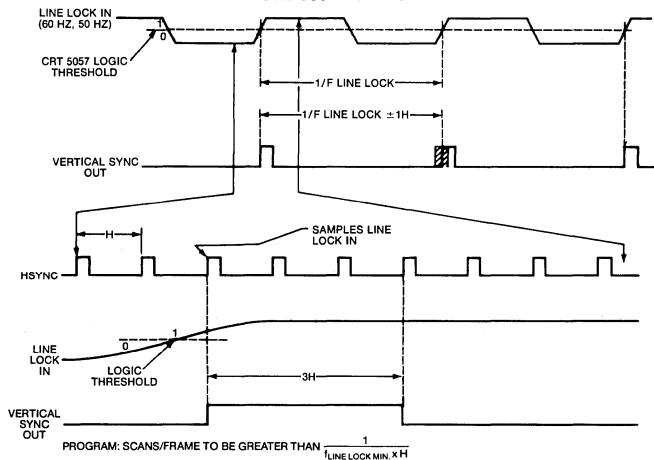 LINE LOCK IN
(60 HZ, 50 HZ)
1
0
CRT 5057 LOGIC
THRESHOLD
1/F LINE LOCK
1/F LINE LOCK ±1H
VERTICAL SYNC
OUT
H
SAMPLES LINE
LOCK IN
HSYNC
1
0
LINE
LOCK
IN
LOGIC
THRESHOLD
3H
VERTICAL
SYNC
OUT
PROGRAM: SCANS/FRAME TO BE GREATER THAN 1 / fLINE LOCK MIN. x H